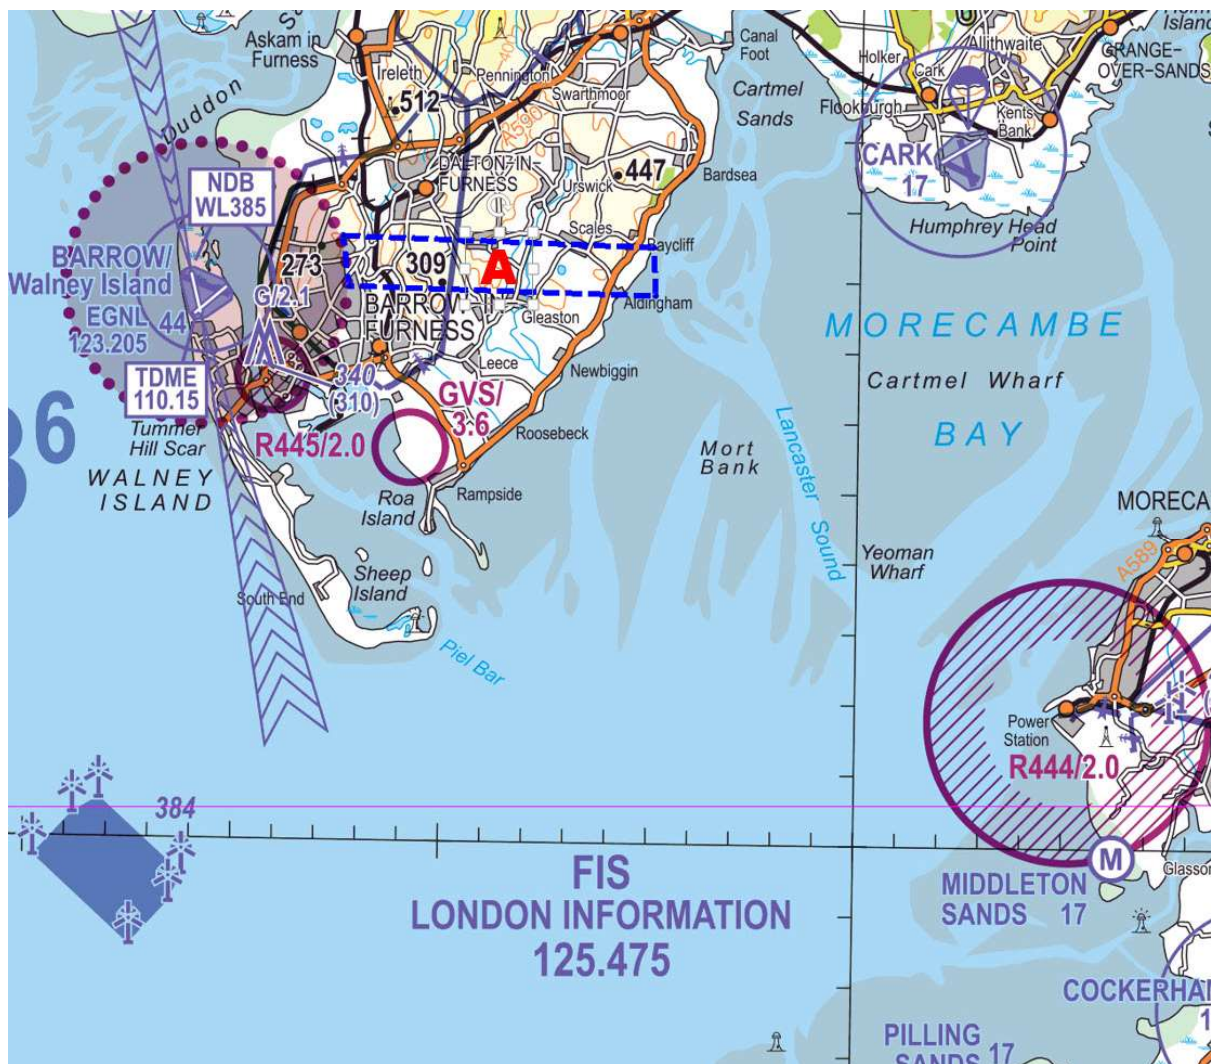 Askam in
Furness
Ireleth
Pennington
Swarthmoor
Canal
Foot
Cartmel
Sands
Holker
Cark
Allithwaite
GRANGE-
OVER-SANDS
Island
Flookburgh
Kents
Bank
CARK
17
Humphrey Head
Point
Duddon
512
A590
DALTON-IN-
FURNESS
Urswick
447
Bardsea
NDB
WL385
Scales
Baycliff
BARROW/
Walney Island
EGNL 44
123.205
273
G/2.1
309
A
BARROW-IN-
FURNESS
Gleaston
Aldingham
TDME
110.15
340
(310)
Leece
Newbiggin
GVS/
3.6
R445/2.0
Roosebeck
Tummer
Hill Scar
WALNEY
ISLAND
Roa
Island
Rampside
6
MORECAMBE
BAY
Cartmel Wharf
Lancaster Sound
Mort
Bank
Yeoman
Wharf
MORECA
A589
Sheep
Island
South End
Piel Bar
Power
Station
R444/2.0
384
M
MIDDLETON
SANDS 17
Glasson
FIS
LONDON INFORMATION
125.475
COCKERHAM
1
PILLING
SANDS 17